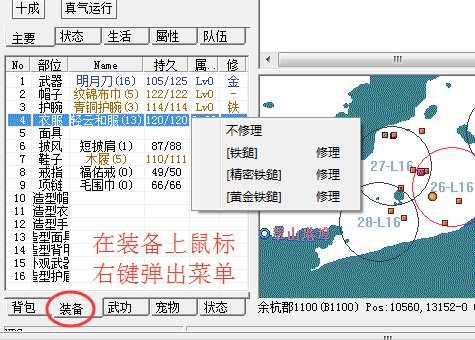 十成
真气运行
主要
状态
生活
属性
队伍
No 部位 Name 持久 属.. 修
1 武器 明月刀(16) 105/125 Lv0 金
2 帽子 纹锦布巾(5) 122/122 Lv0 -
3 护腕 青铜护腕(3) 114/114 Lv0 铁
4 衣服 轻云和服(13) 120/120
5 面具
6 披风 短披肩(1) 87/88
7 鞋子 木履(5) 110/111
8 戒指 福佑戒(0) 49/50
9 项链 毛围巾(0) 66/66
10 造型帽
11 造型衣
12 造型手
13 造型面具
14 造型背
15 外观武器
16 造型护腕
不修理
[铁鎚] 修理
[精密铁鎚] 修理
[黄金铁鎚] 修理
在装备上鼠标
右键弹出菜单
27-L16
26-L16
28-L16
背包
装备
武功
宠物
状态
余杭郡1100(B1100) Pos:10560,13152-0